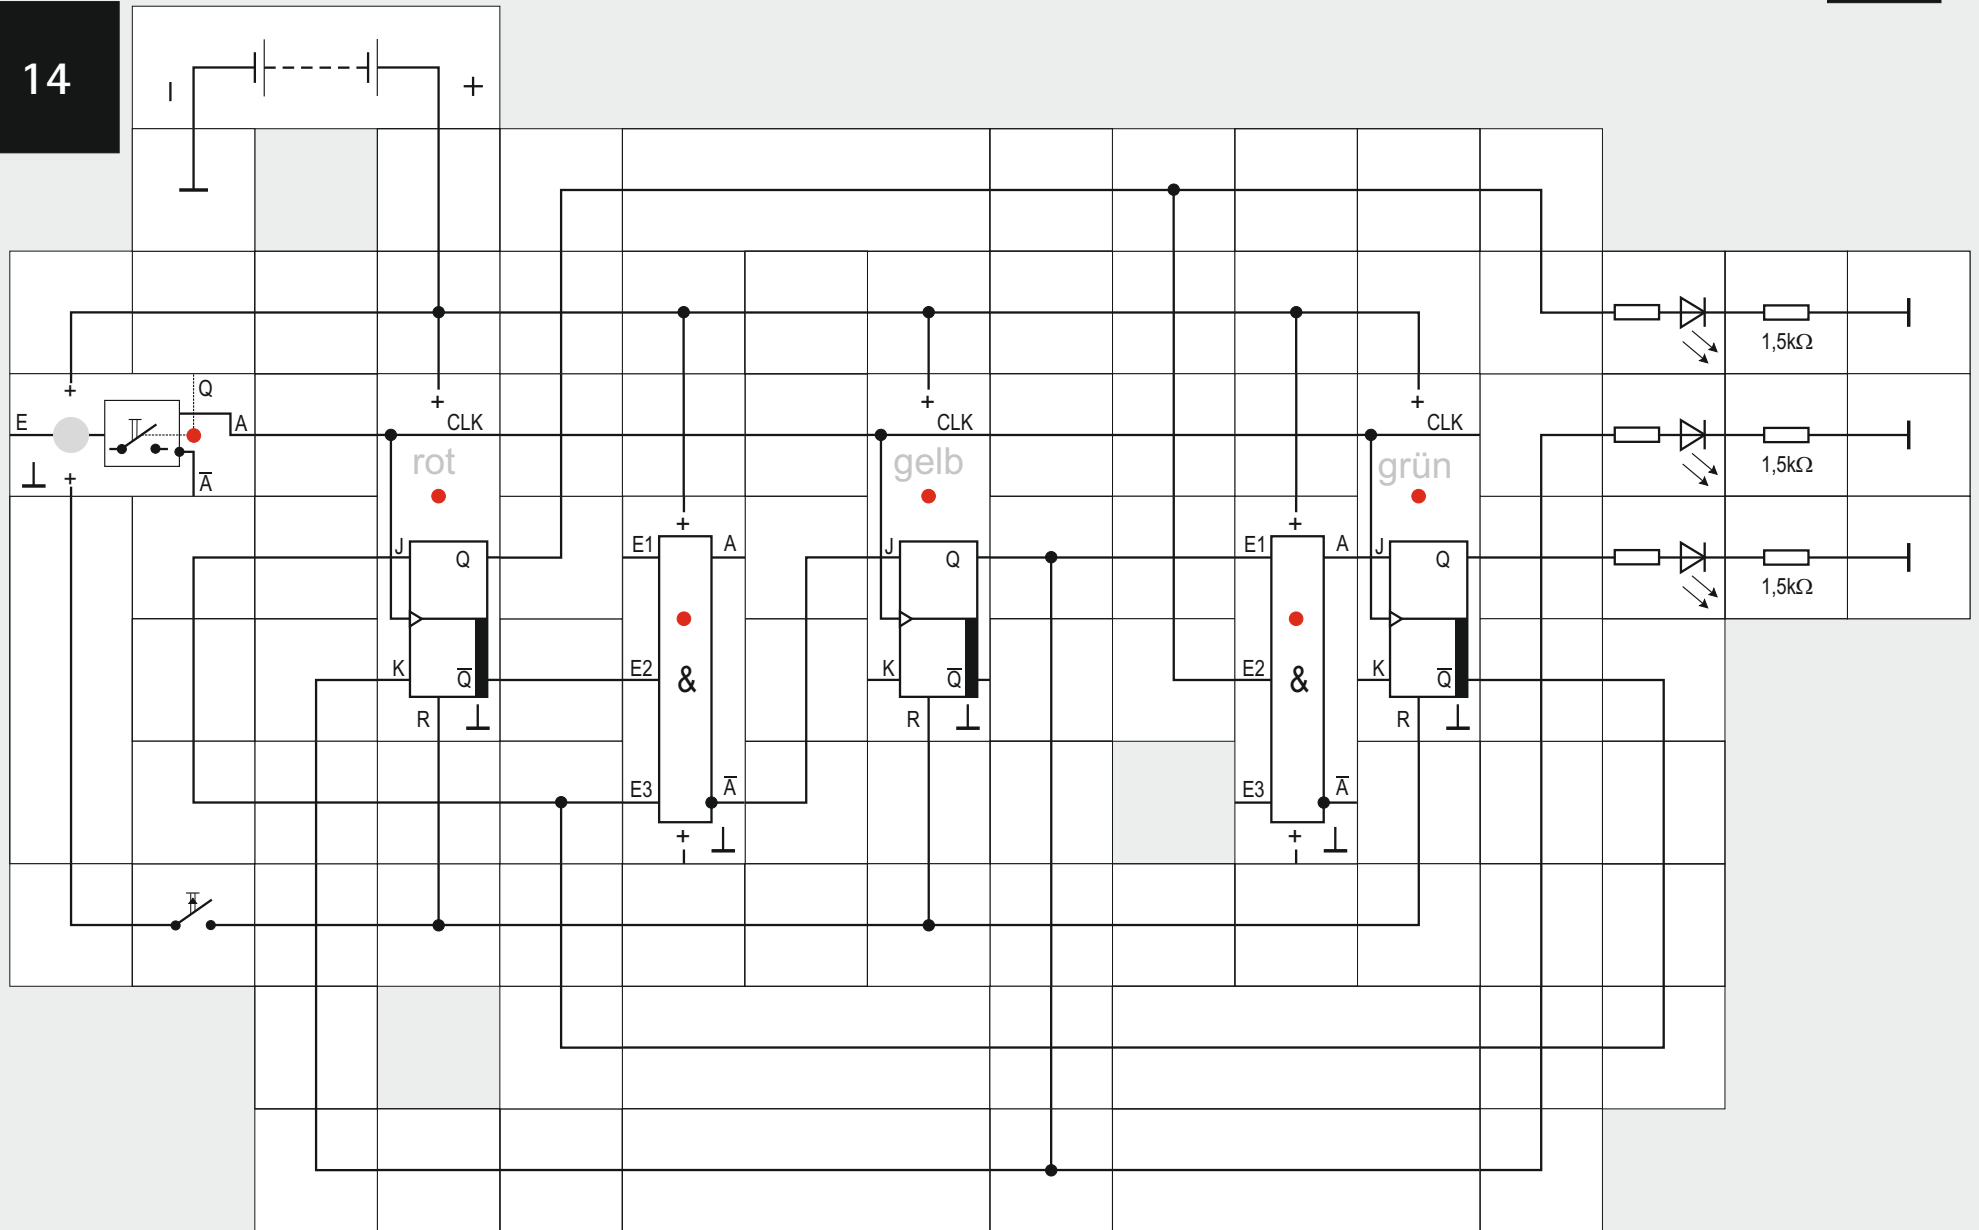 14
+
Q
+
+
+
+
E
A
CLK
CLK
CLK
1,5kΩ
rot
gelb
grün
1,5kΩ
+
A̅
+
+
J
Q
E1
A
J
Q
E1
A
J
Q
1,5kΩ
K
Q̅
E2
&
K
Q̅
E2
&
K
Q̅
R
R
R
E3
A̅
E3
A̅
+
+